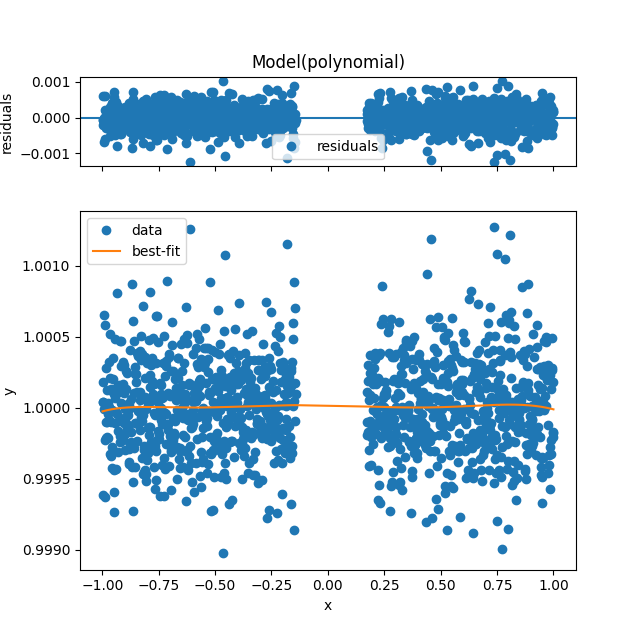 Model(polynomial)
0.001
0.000
−0.001
residuals
residuals
data
best-fit
1.0010
1.0005
1.0000
0.9995
0.9990
y
−1.00 −0.75 −0.50 −0.25 0.00 0.25 0.50 0.75 1.00
x